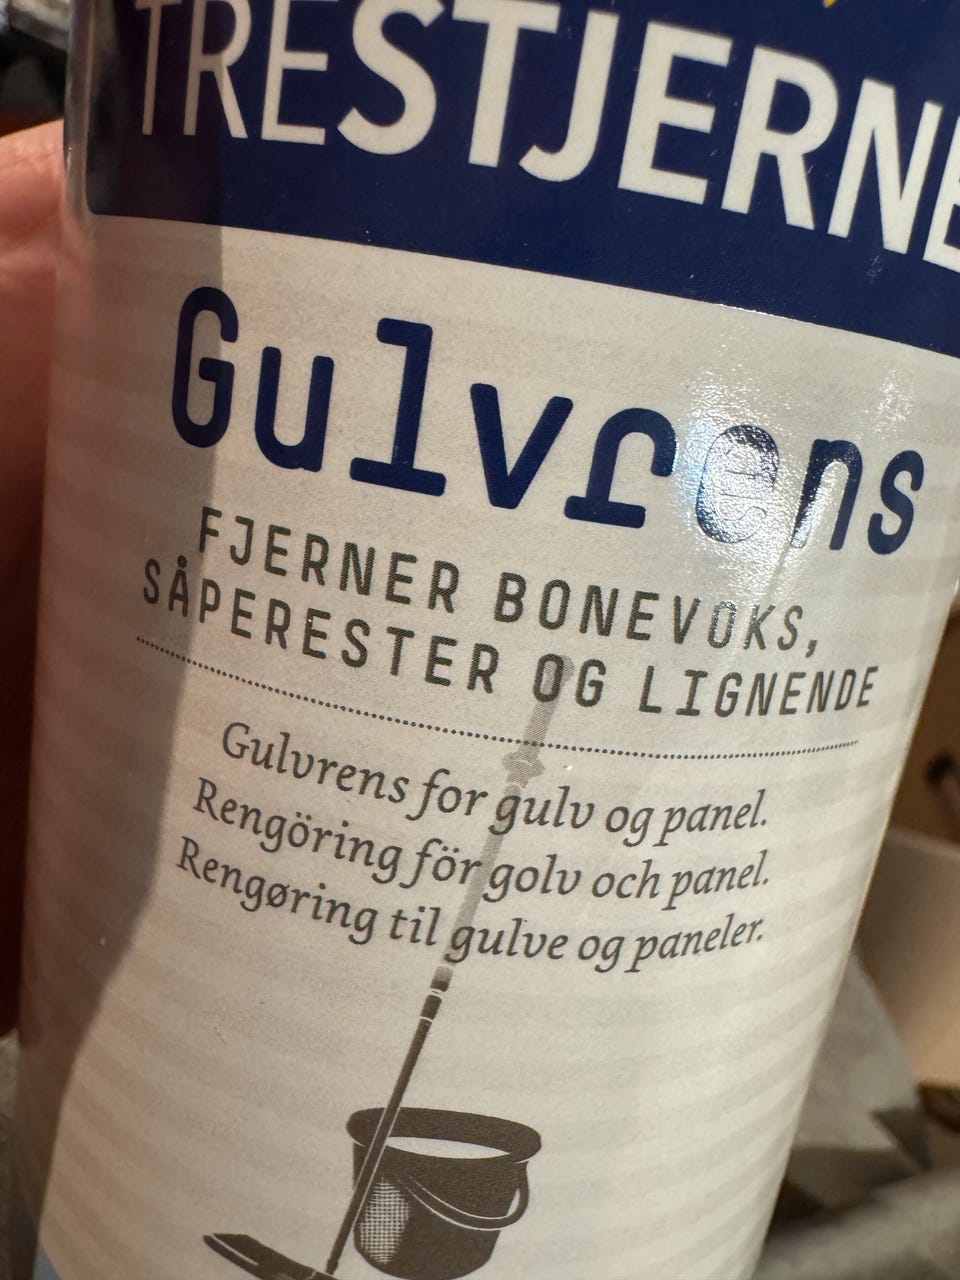 TRESTJERNE
Gulvrens
FJERNER BONEVOKS,
SÅPERESTER OG LIGNENDE
Gulvrens for gulv og panel.
Rengöring för golv och panel.
Rengøring til gulve og paneler.